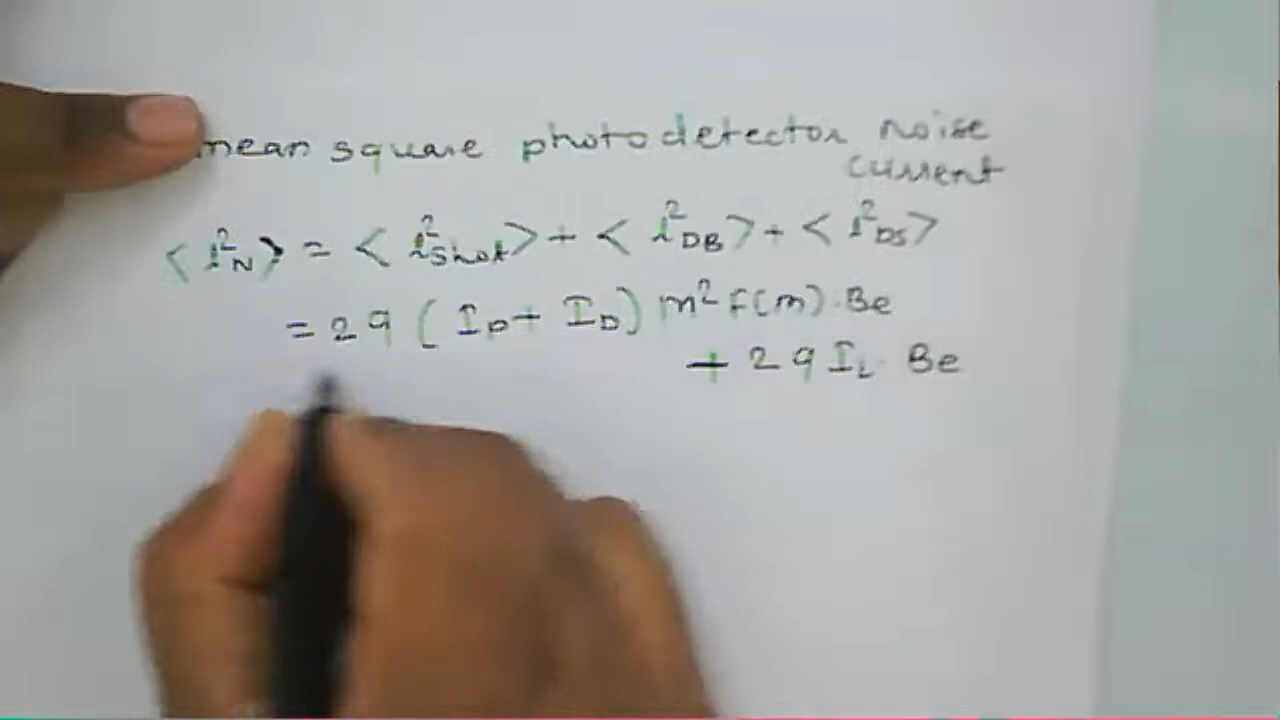 mean square photodetector noise
current
< i²N > = < i²Shot > + < i²DB > + < i²DS >
= 2q ( IP + ID ) m² F(m) . Be
+ 2q IL Be